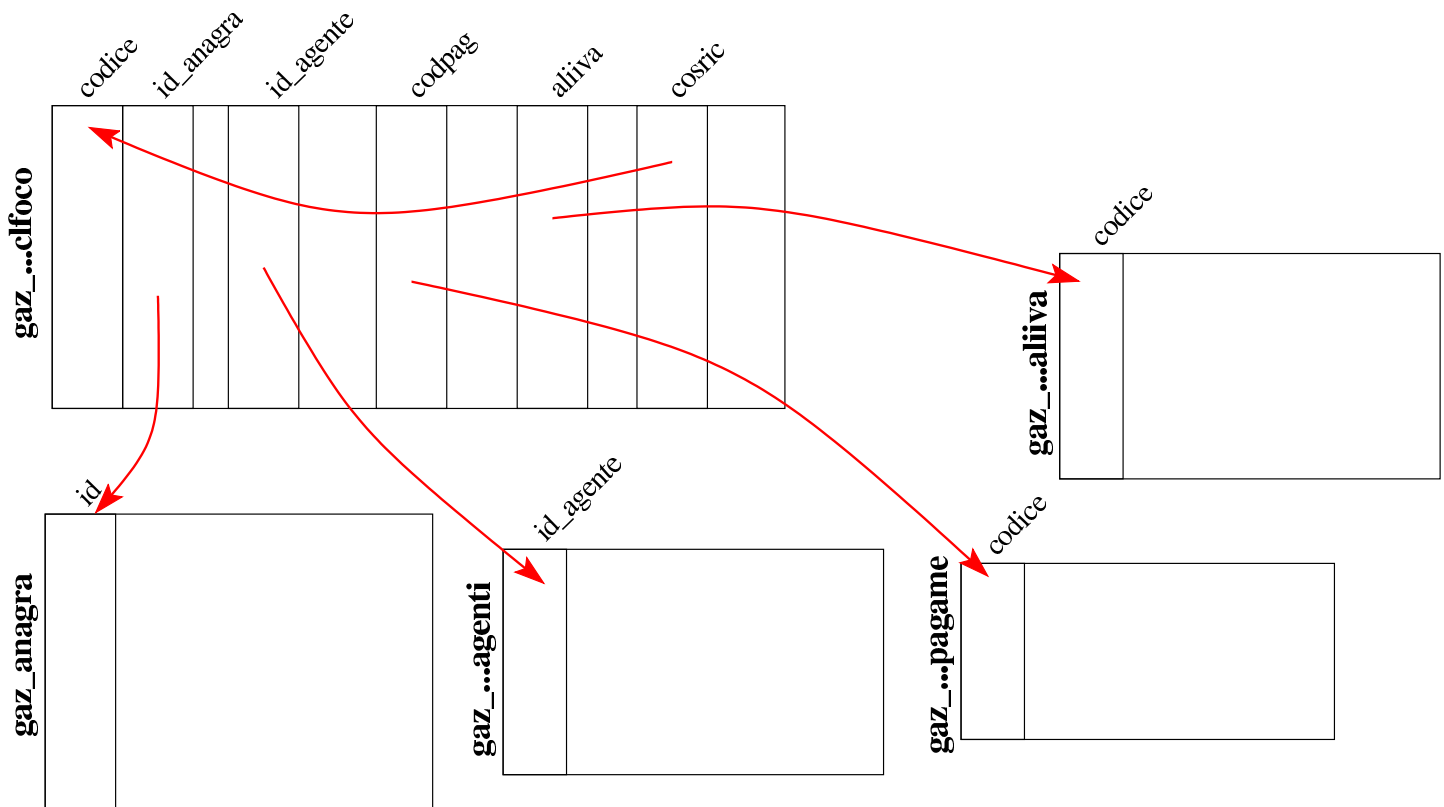 codice
id_anagra
id_agente
codpag
aliiva
cosric
gaz_...clfoco
codice
gaz_...aliiva
id
gaz_anagra
id_agente
gaz_...agenti
codice
gaz_...pagame